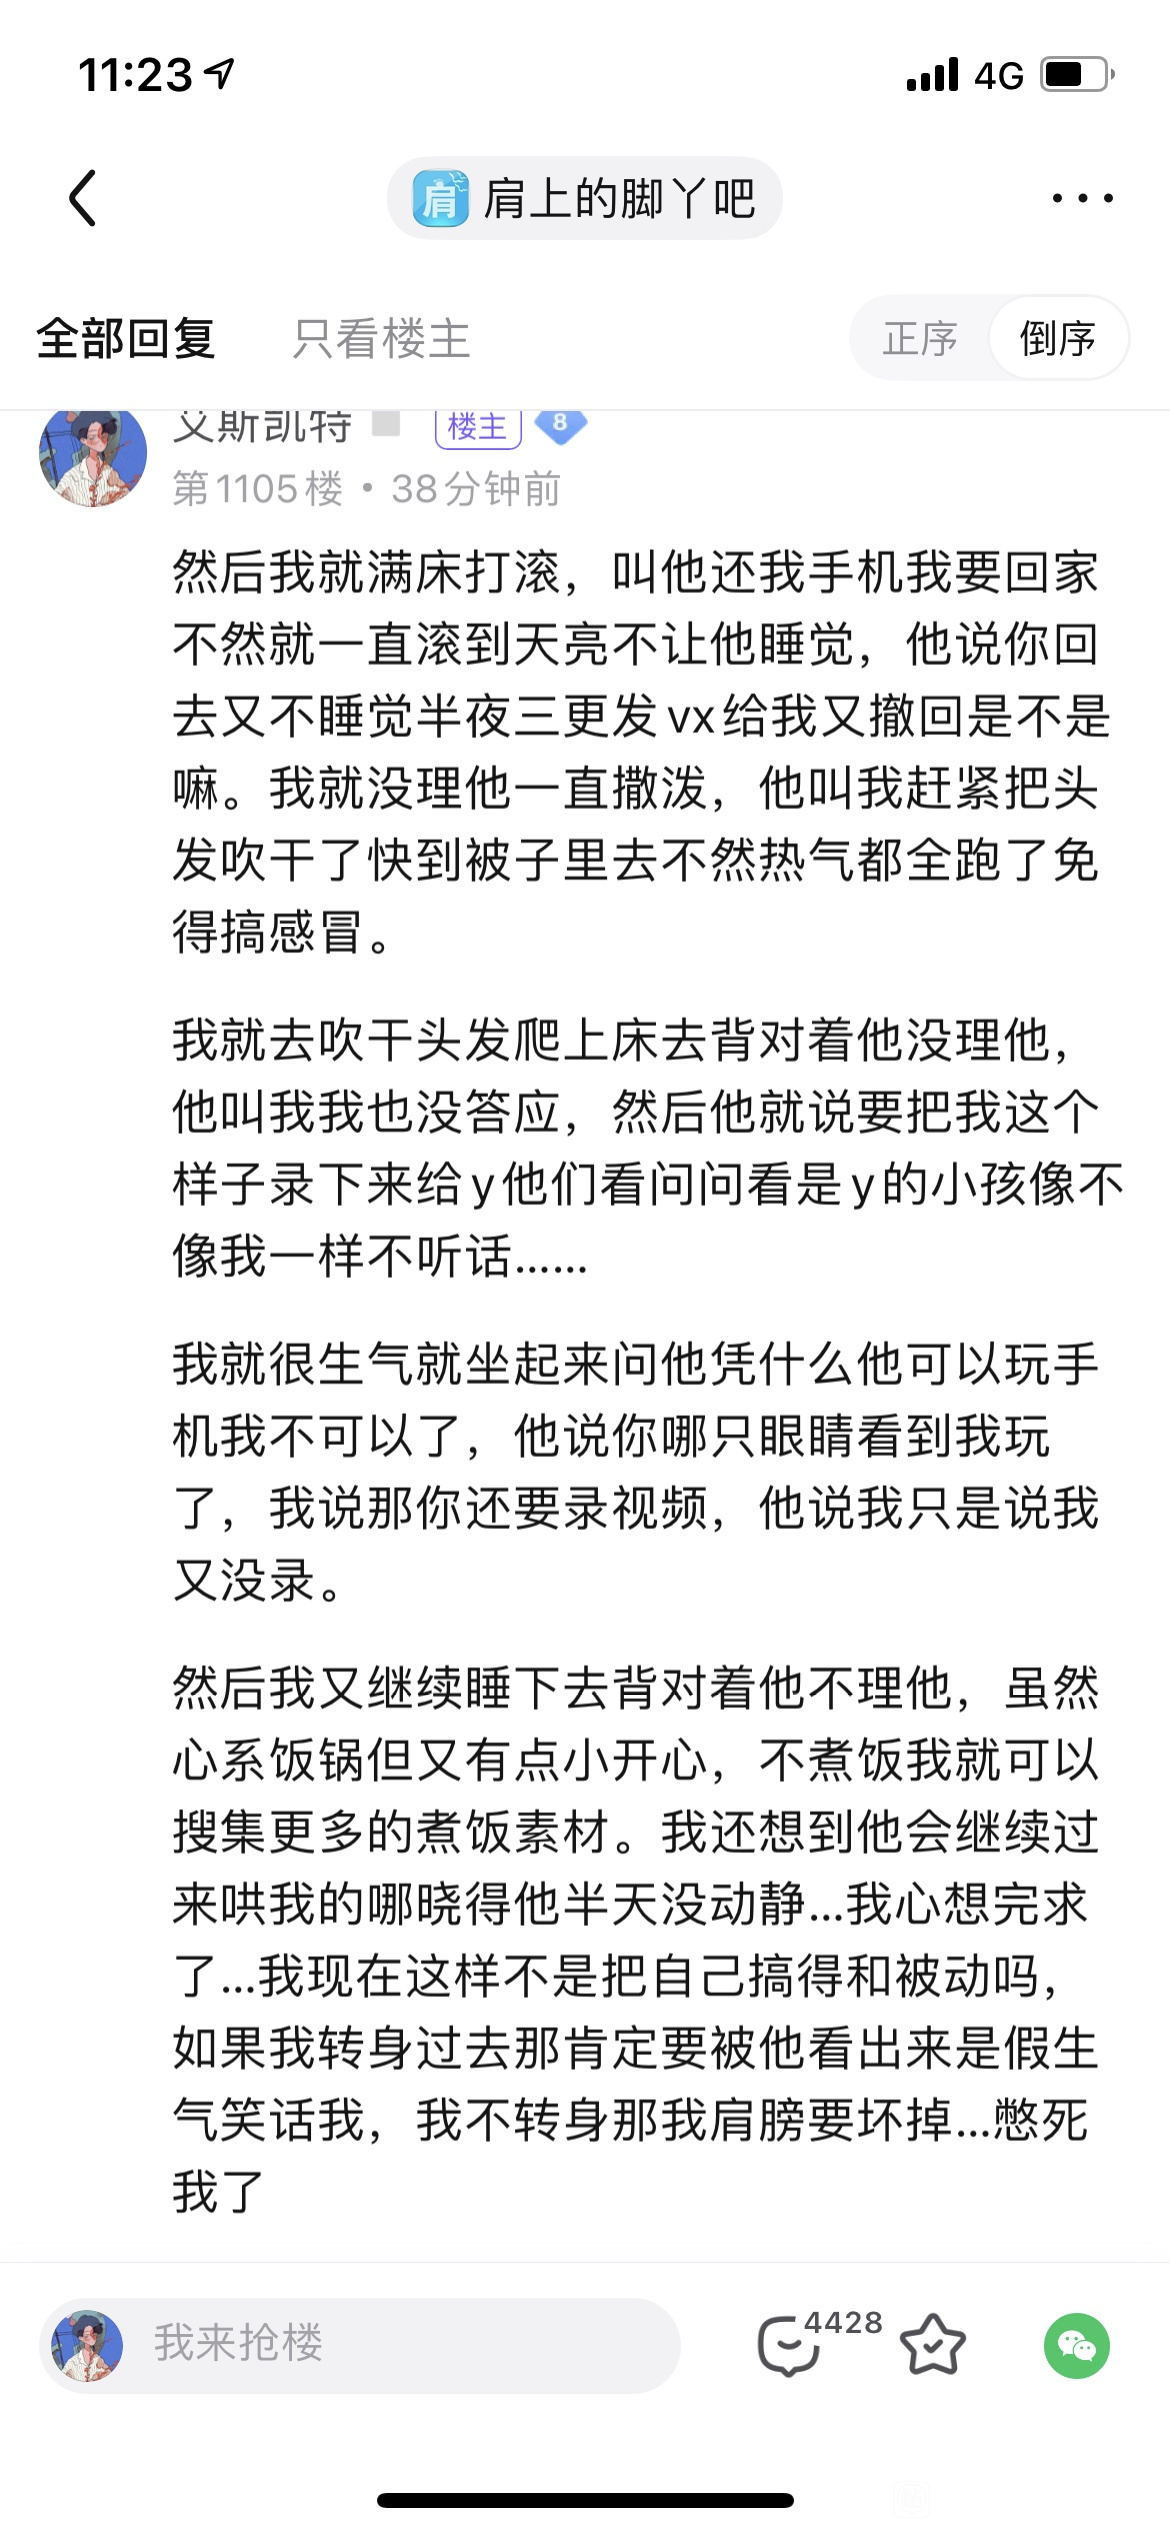 11:23
4G
肩 肩上的脚丫吧
全部回复 只看楼主 正序 倒序
艾斯凯特 楼主 8
第1105楼 • 38分钟前
然后我就满床打滚，叫他还我手机我要回家
不然就一直滚到天亮不让他睡觉，他说你回
去又不睡觉半夜三更发vx给我又撤回是不是
嘛。我就没理他一直撒泼，他叫我赶紧把头
发吹干了快到被子里去不然热气都全跑了免
得搞感冒。
我就去吹干头发爬上床去背对着他没理他，
他叫我我也没答应，然后他就说要把我这个
样子录下来给y他们看问问看是y的小孩像不
像我一样不听话......
我就很生气就坐起来问他凭什么他可以玩手
机我不可以了，他说你哪只眼睛看到我玩
了，我说那你还要录视频，他说我只是说我
又没录。
然后我又继续睡下去背对着他不理他，虽然
心系饭锅但又有点小开心，不煮饭我就可以
搜集更多的煮饭素材。我还想到他会继续过
来哄我的哪晓得他半天没动静...我心想完求
了...我现在这样不是把自己搞得和被动吗，
如果我转身过去那肯定要被他看出来是假生
气笑话我，我不转身那我肩膀要坏掉...憋死
我了
我来抢楼
4428